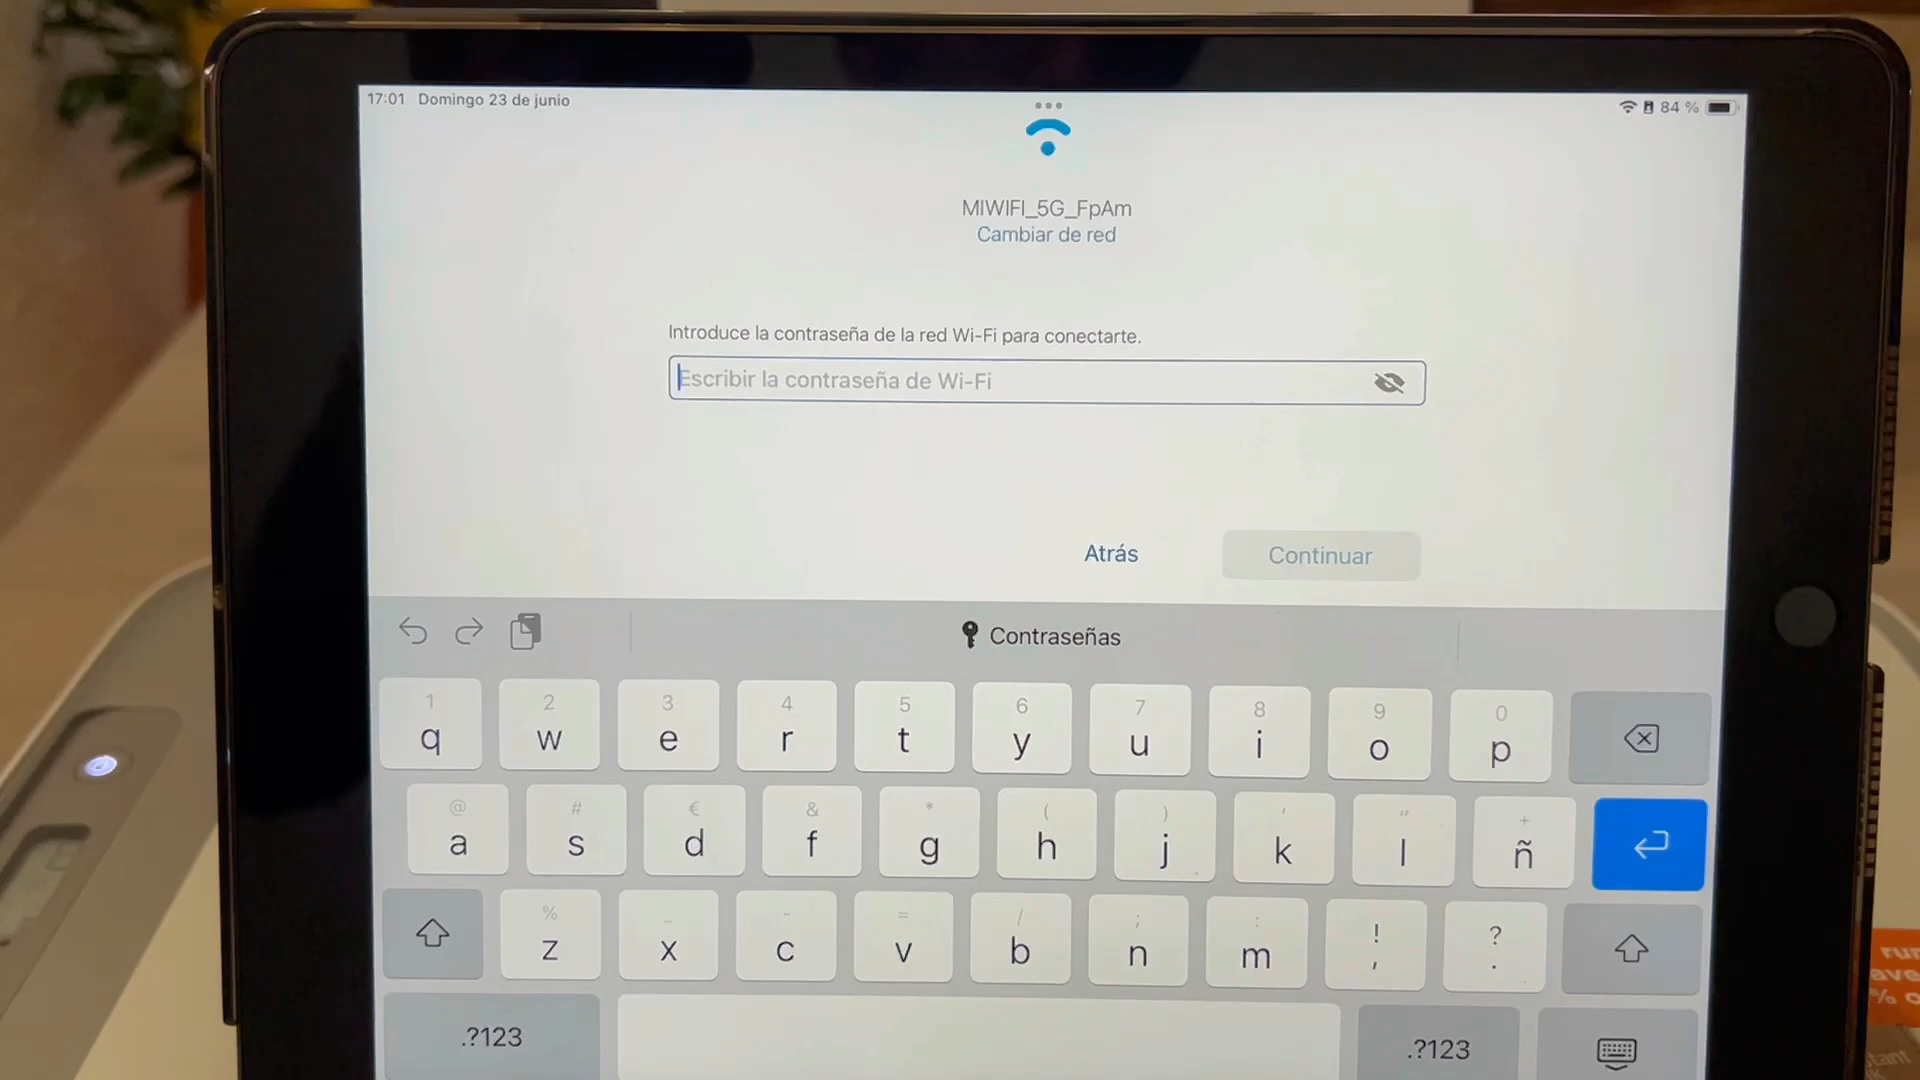 17:01 Domingo 23 de junio
84 %
MIWIFI_5G_FpAm
Cambiar de red
Introduce la contraseña de la red Wi-Fi para conectarte.
Escribir la contraseña de Wi-Fi
Atrás
Continuar
Contraseñas
1 2 3 4 5 6 7 8 9 0
q w e r t y u i o p
@ # € & * ( ) ' " +
a s d f g h j k l ñ
% _ - = / ; : ! ?
z x c v b n m , .
.?123 .?123